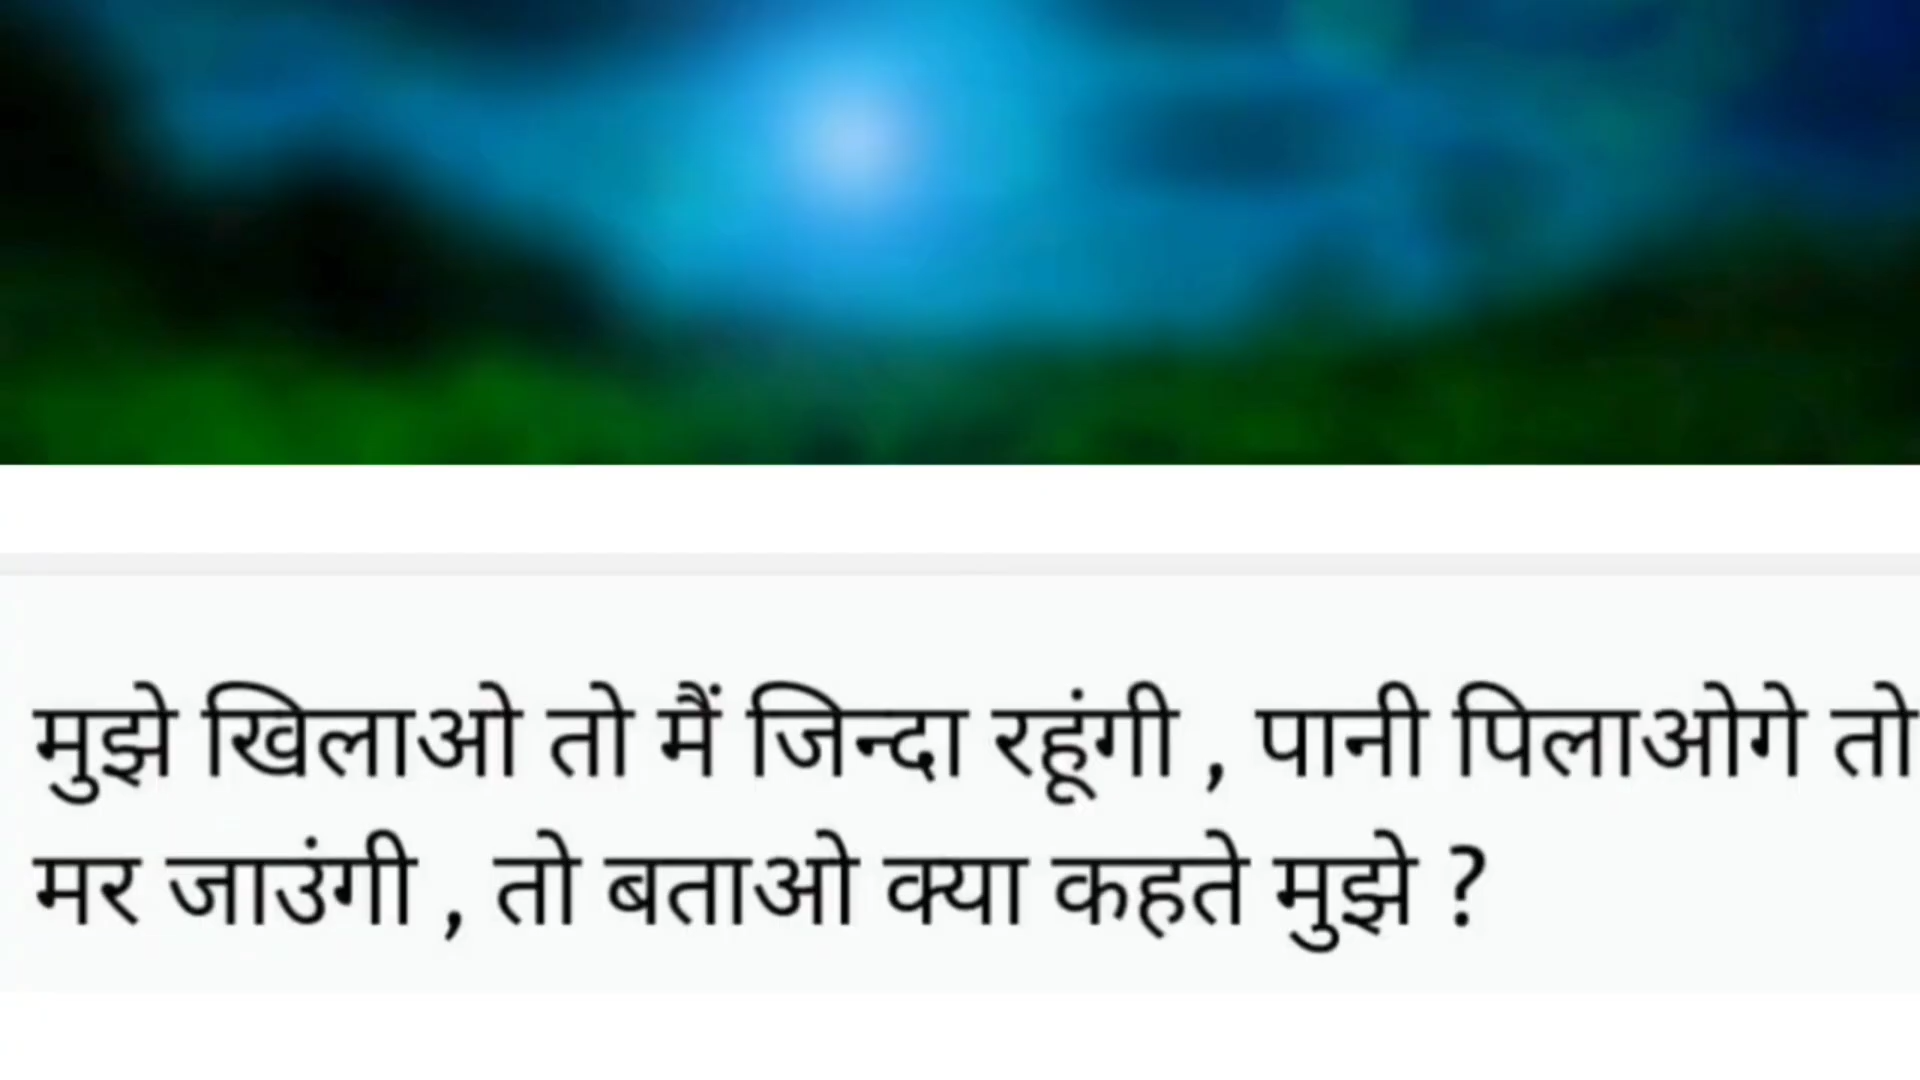 मुझे खिलाओ तो मैं जिन्दा रहूंगी , पानी पिलाओगे तो
मर जाउंगी , तो बताओ क्या कहते मुझे ?